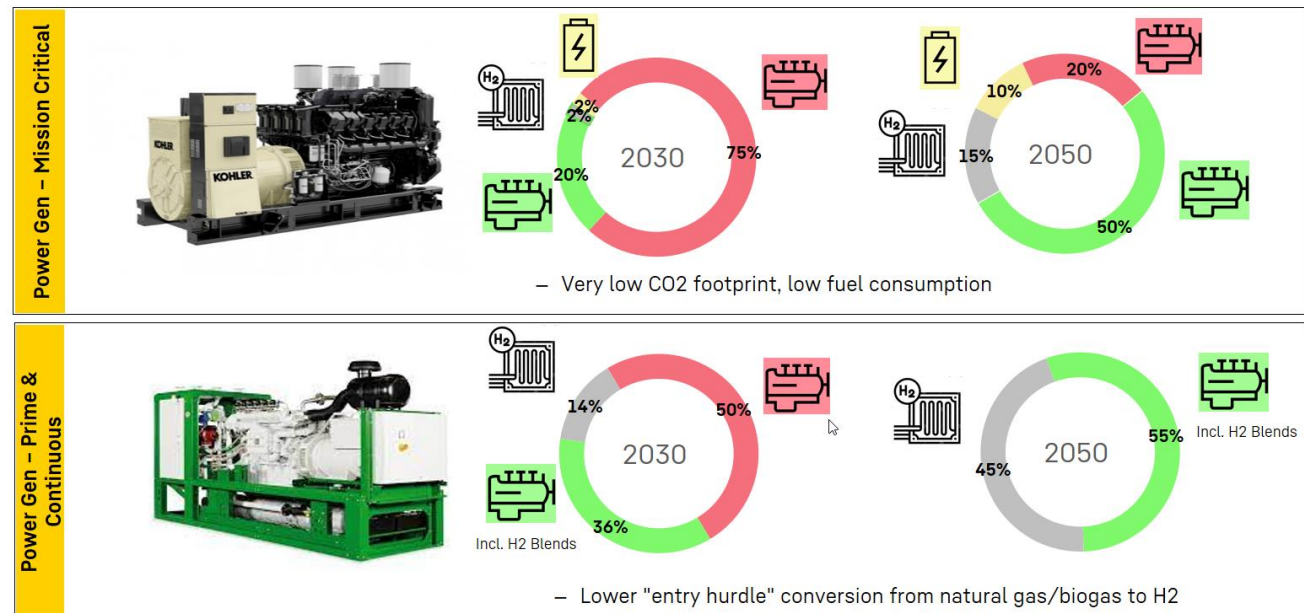 Power Gen – Mission Critical
KOHLER
KOHLER
H2
2%
2%
20%
75%
2030
H2
10%
20%
15%
50%
2050
– Very low CO2 footprint, low fuel consumption
Power Gen – Prime &
Continuous
H2
14%
50%
2030
36%
Incl. H2 Blends
H2
45%
55%
2050
Incl. H2 Blends
– Lower "entry hurdle" conversion from natural gas/biogas to H2